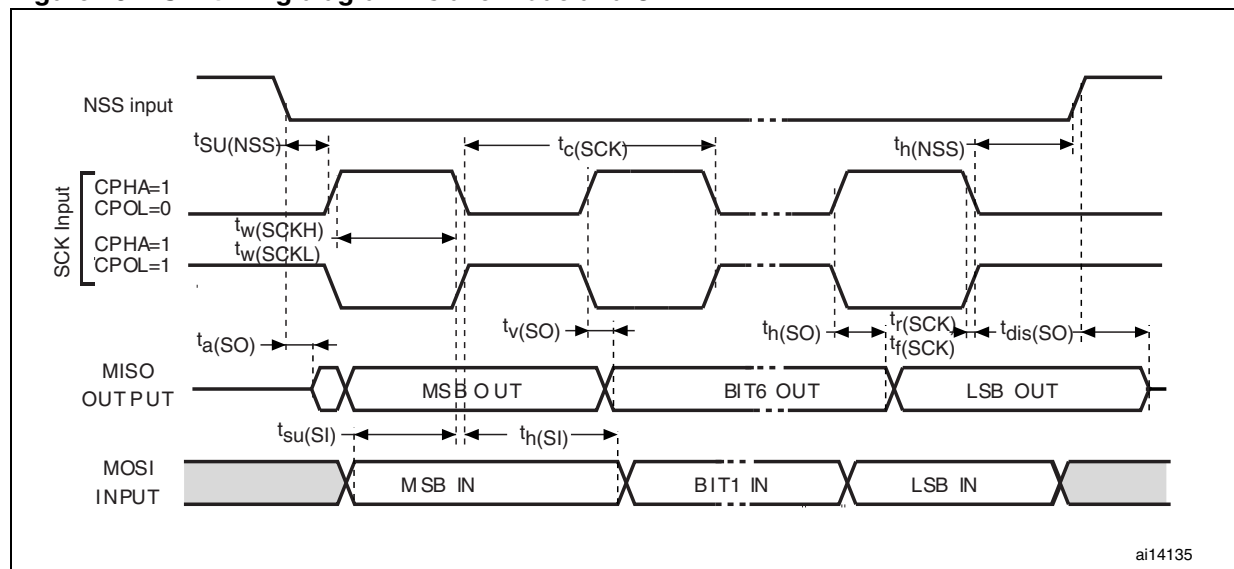 NSS input
tSU(NSS)
tc(SCK)
th(NSS)
SCK Input
CPHA=1
CPOL=0
tw(SCKH)
CPHA=1
tw(SCKL)
CPOL=1
ta(SO)
tv(SO)
th(SO)
tr(SCK)
tf(SCK)
tdis(SO)
MISO
OUTPUT
MSB OUT
BIT6 OUT
LSB OUT
tsu(SI)
th(SI)
MOSI
INPUT
MSB IN
BIT1 IN
LSB IN
ai14135